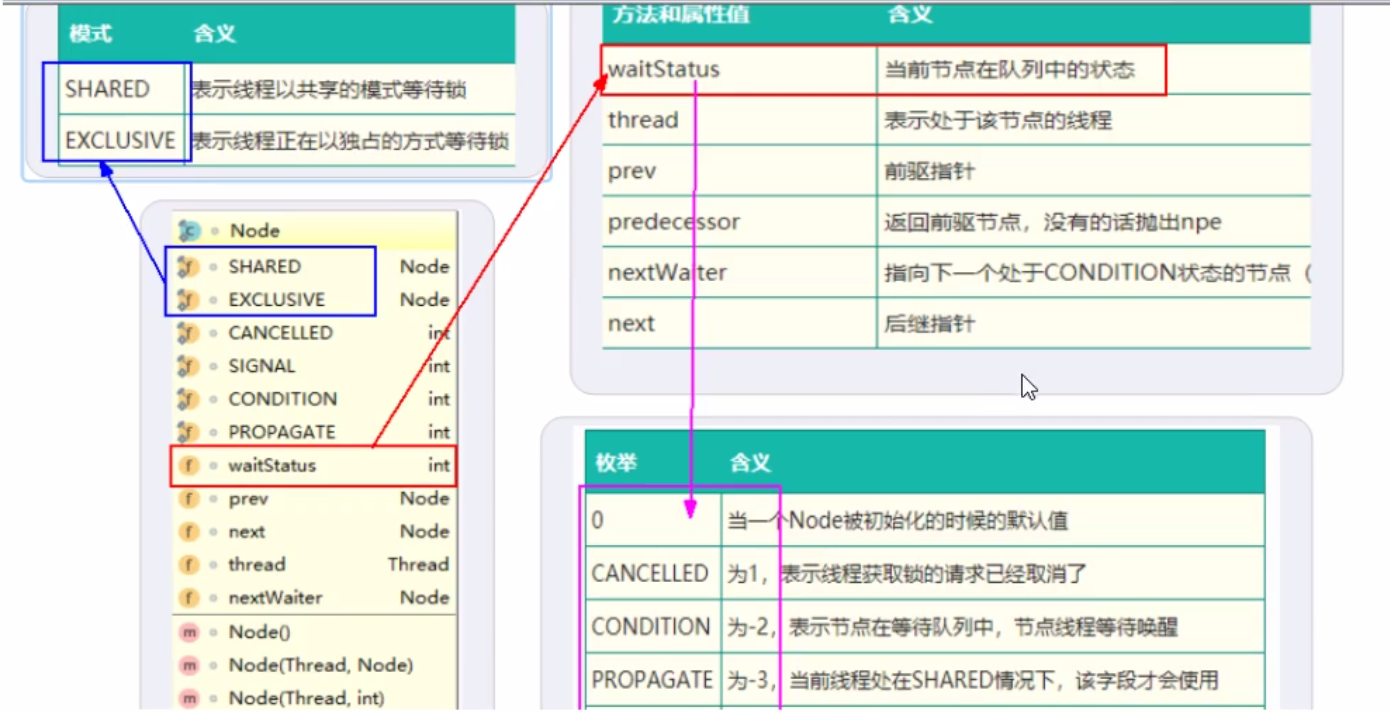 模式 含义
SHARED 表示线程以共享的模式等待锁
EXCLUSIVE 表示线程正在以独占的方式等待锁
方法和属性值 含义
waitStatus 当前节点在队列中的状态
thread 表示处于该节点的线程
prev 前驱指针
predecessor 返回前驱节点，没有的话抛出npe
nextWaiter 指向下一个处于CONDITION状态的节点（
next 后继指针
Node
SHARED Node
EXCLUSIVE Node
CANCELLED int
SIGNAL int
CONDITION int
PROPAGATE int
waitStatus int
prev Node
next Node
thread Thread
nextWaiter Node
Node()
Node(Thread, Node)
Node(Thread, int)
枚举 含义
0 当一个Node被初始化的时候的默认值
CANCELLED 为1，表示线程获取锁的请求已经取消了
CONDITION 为-2，表示节点在等待队列中，节点线程等待唤醒
PROPAGATE 为-3，当前线程处在SHARED情况下，该字段才会使用